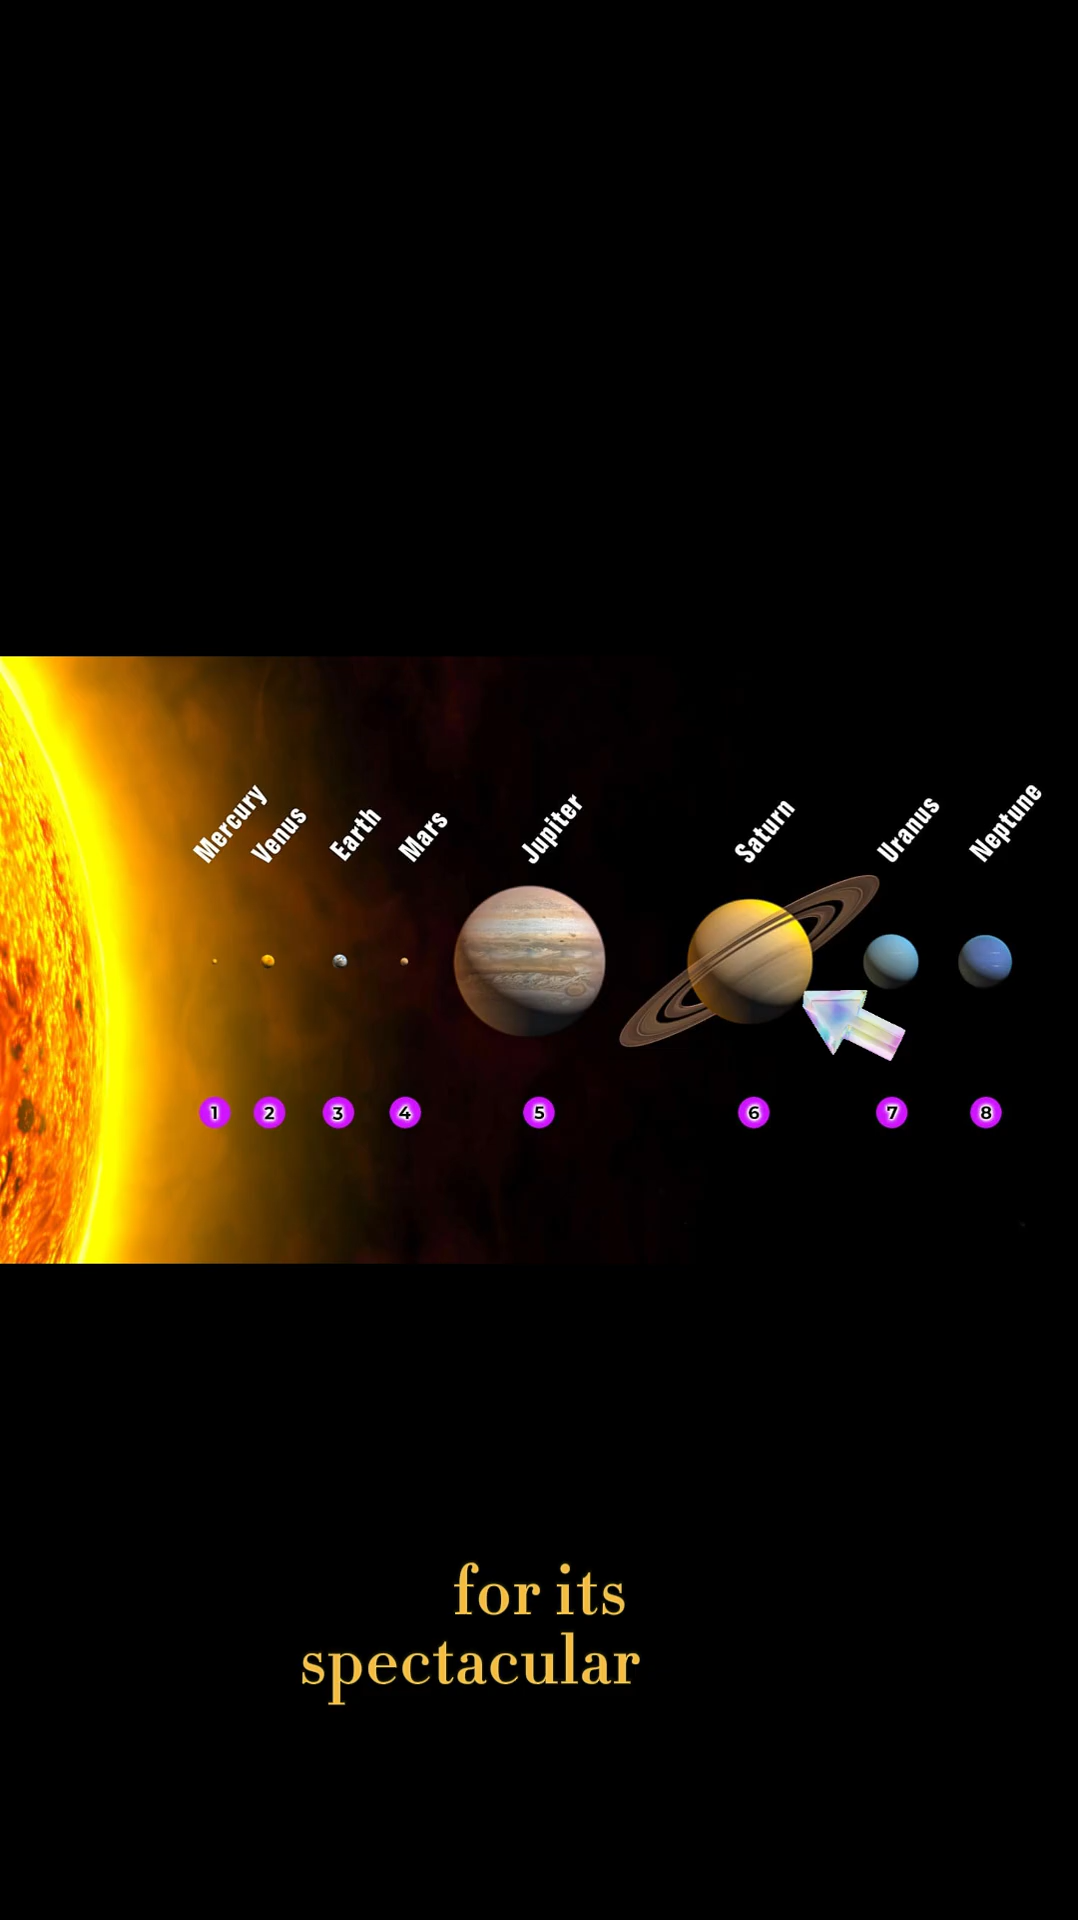 Mercury
Venus
Earth
Mars
Jupiter
Saturn
Uranus
Neptune
1
2
3
4
5
6
7
8
for its
spectacular